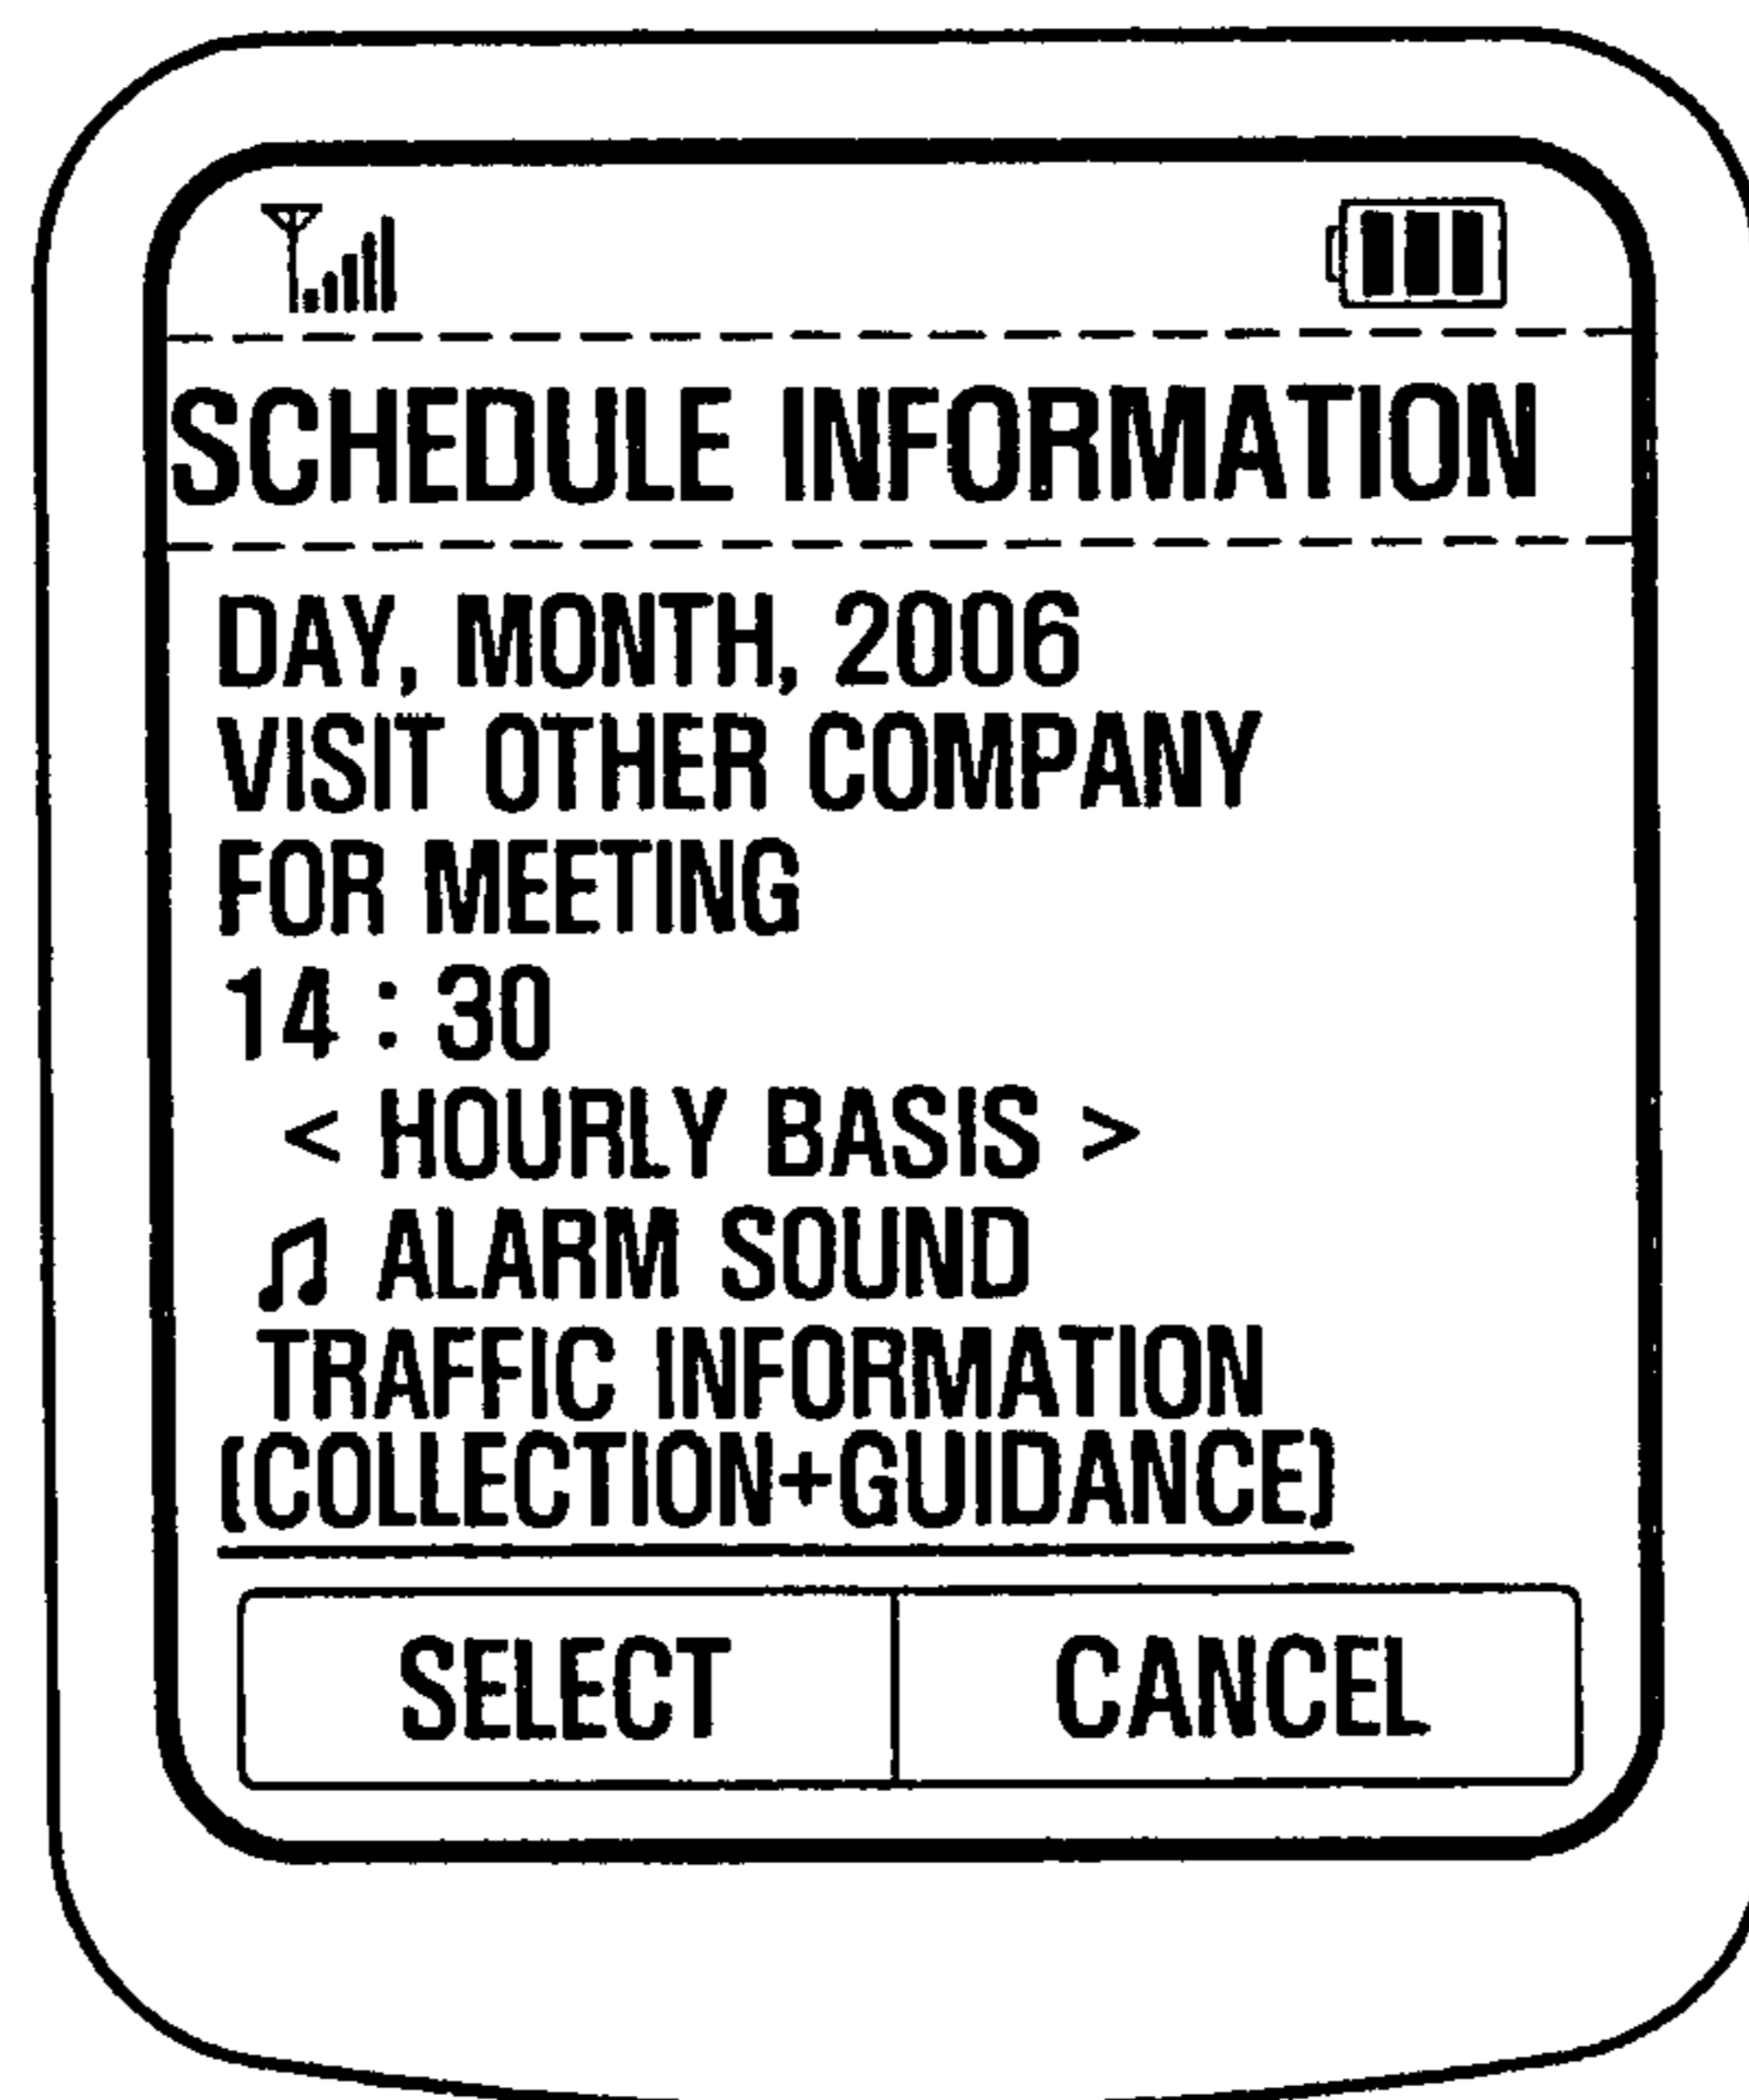 SCHEDULE INFORMATION
DAY, MONTH, 2006
VISIT OTHER COMPANY
FOR MEETING
14 : 30
< HOURLY BASIS >
♫ ALARM SOUND
TRAFFIC INFORMATION
(COLLECTION+GUIDANCE)
SELECT CANCEL